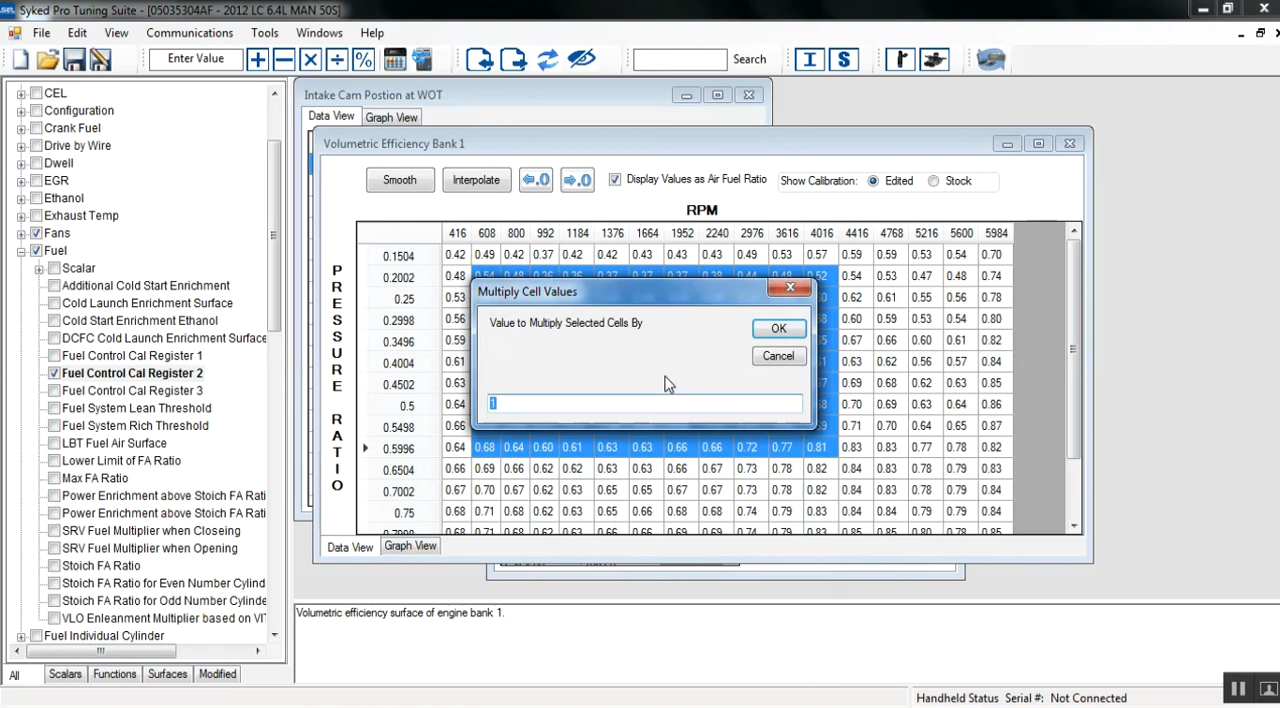 Syked Pro Tuning Suite - [05035304AF - 2012 LC 6.4L MAN 50S]
File Edit View Communications Tools Windows Help
Enter Value Search I S
CEL
Configuration
Crank Fuel
Drive by Wire
Dwell
EGR
Ethanol
Exhaust Temp
Fans
Fuel
Scalar
Additional Cold Start Enrichment
Cold Launch Enrichment Surface
Cold Start Enrichment Ethanol
DCFC Cold Launch Enrichment Surface
Fuel Control Cal Register 1
Fuel Control Cal Register 2
Fuel Control Cal Register 3
Fuel System Lean Threshold
Fuel System Rich Threshold
LBT Fuel Air Surface
Lower Limit of FA Ratio
Max FA Ratio
Power Enrichment above Stoich FA Rati
Power Enrichment above Stoich FA Rati
SRV Fuel Multiplier when Closeing
SRV Fuel Multiplier when Opening
Stoich FA Ratio
Stoich FA Ratio for Even Number Cylind
Stoich FA Ratio for Odd Number Cylinde
VLO Enleanment Multiplier based on VIT
Fuel Individual Cylinder
All Scalars Functions Surfaces Modified
Intake Cam Postion at WOT
Data View Graph View
Volumetric Efficiency Bank 1
Smooth Interpolate .0 .0 Display Values as Air Fuel Ratio Show Calibration: Edited Stock
RPM
PRESSURE RATIO
416 608 800 992 1184 1376 1664 1952 2240 2976 3616 4016 4416 4768 5216 5600 5984
0.1504 0.42 0.49 0.42 0.37 0.42 0.42 0.43 0.43 0.43 0.49 0.53 0.57 0.59 0.59 0.53 0.54 0.70
0.2002 0.48 0.52 0.54 0.53 0.47 0.48 0.74
0.25 0.53 0.62 0.61 0.55 0.56 0.78
0.2998 0.56 0.59 0.58 0.53 0.54 0.80
0.3496 0.59 0.67 0.66 0.60 0.61 0.82
0.4004 0.61 0.63 0.62 0.56 0.57 0.84
0.4502 0.63 0.69 0.68 0.62 0.63 0.85
0.5 0.64 0.70 0.69 0.63 0.64 0.86
0.5498 0.66 0.71 0.70 0.64 0.65 0.87
0.5996 0.64 0.68 0.64 0.60 0.61 0.63 0.63 0.66 0.66 0.72 0.77 0.81 0.83 0.83 0.77 0.78 0.82
0.6504 0.66 0.69 0.66 0.62 0.63 0.64 0.64 0.66 0.66 0.73 0.78 0.82 0.84 0.84 0.78 0.79 0.83
0.7002 0.67 0.70 0.67 0.62 0.63 0.65 0.65 0.67 0.67 0.73 0.78 0.82 0.84 0.83 0.78 0.79 0.84
0.75 0.68 0.71 0.68 0.62 0.63 0.66 0.66 0.68 0.68 0.74 0.79 0.83 0.84 0.84 0.79 0.79 0.85
Data View Graph View
Multiply Cell Values
Value to Multiply Selected Cells By
OK
Cancel
1
Volumetric efficiency surface of engine bank 1.
Handheld Status Serial #: Not Connected